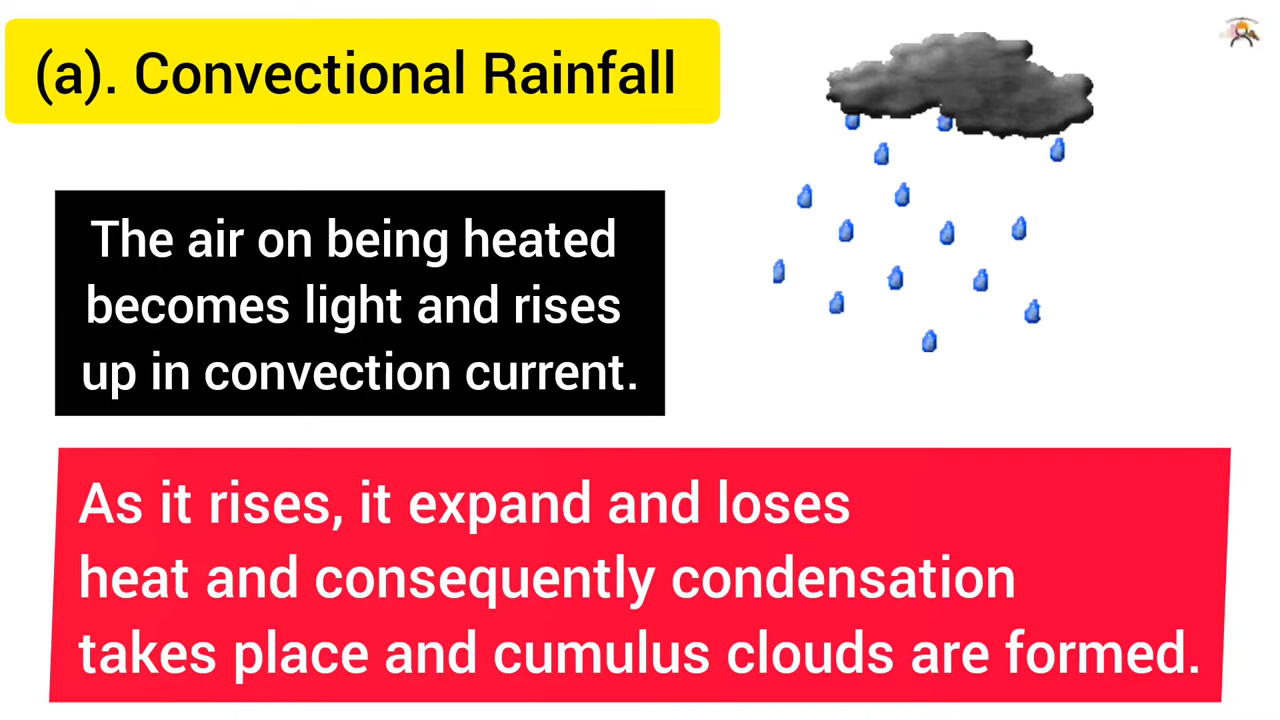 (a). Convectional Rainfall
The air on being heated
becomes light and rises
up in convection current.
As it rises, it expand and loses
heat and consequently condensation
takes place and cumulus clouds are formed.